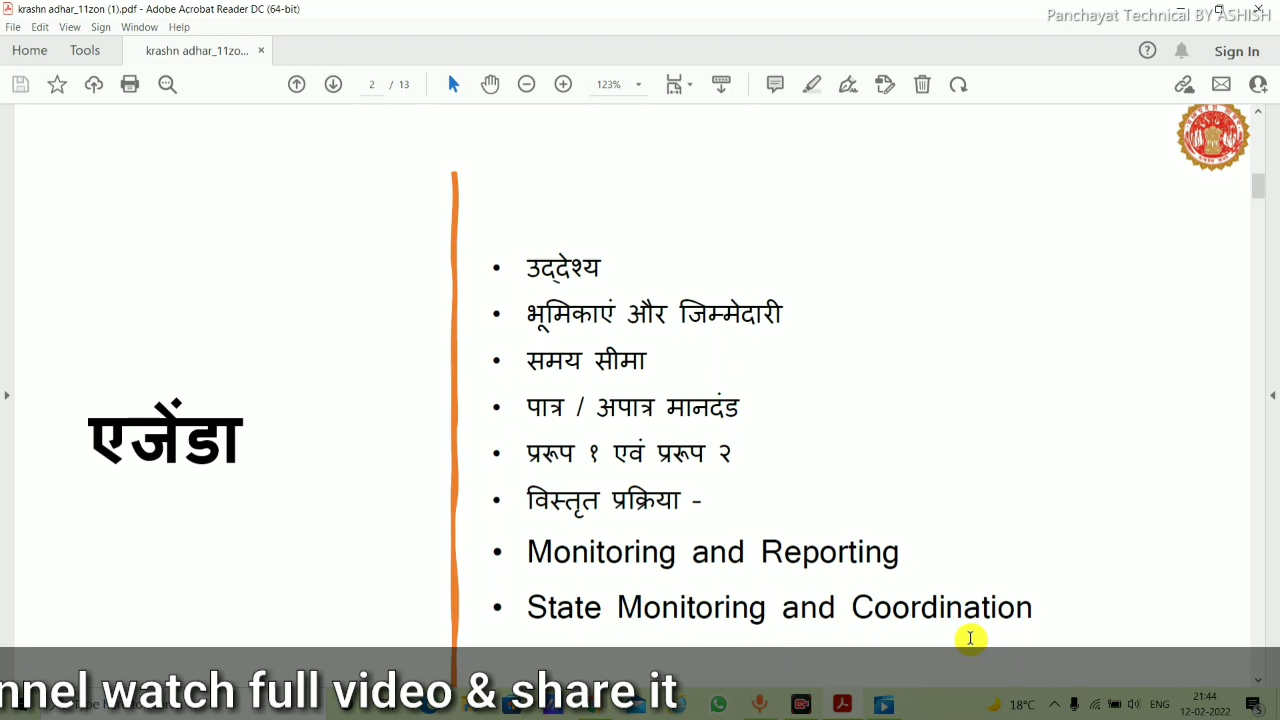 krashn adhar_11zon (1).pdf - Adobe Acrobat Reader DC (64-bit)
Panchayat Technical BY ASHISH
File Edit View Sign Window Help
Home Tools krashn adhar_11zo... × Sign In
2 / 13 123%
उद्देश्य
भूमिकाएं और जिम्मेदारी
समय सीमा
पात्र / अपात्र मानदंड
एजेंडा
प्ररूप १ एवं प्ररूप २
विस्तृत प्रक्रिया -
Monitoring and Reporting
State Monitoring and Coordination
nnel watch full video & share it
18°C ENG 21:44
12-02-2022